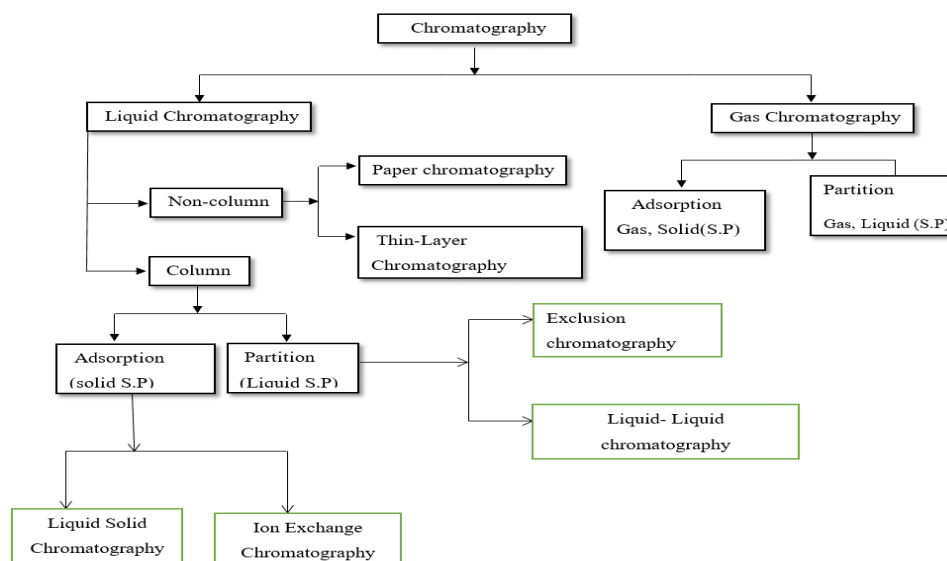 Chromatography
Liquid Chromatography
Gas Chromatography
Paper chromatography
Non-column
Adsorption
Gas, Solid(S.P)
Partition
Gas, Liquid (S.P)
Thin-Layer
Chromatography
Column
Exclusion
chromatography
Adsorption
(solid S.P)
Partition
(Liquid S.P)
Liquid- Liquid
chromatography
Liquid Solid
Chromatography
Ion Exchange
Chromatography